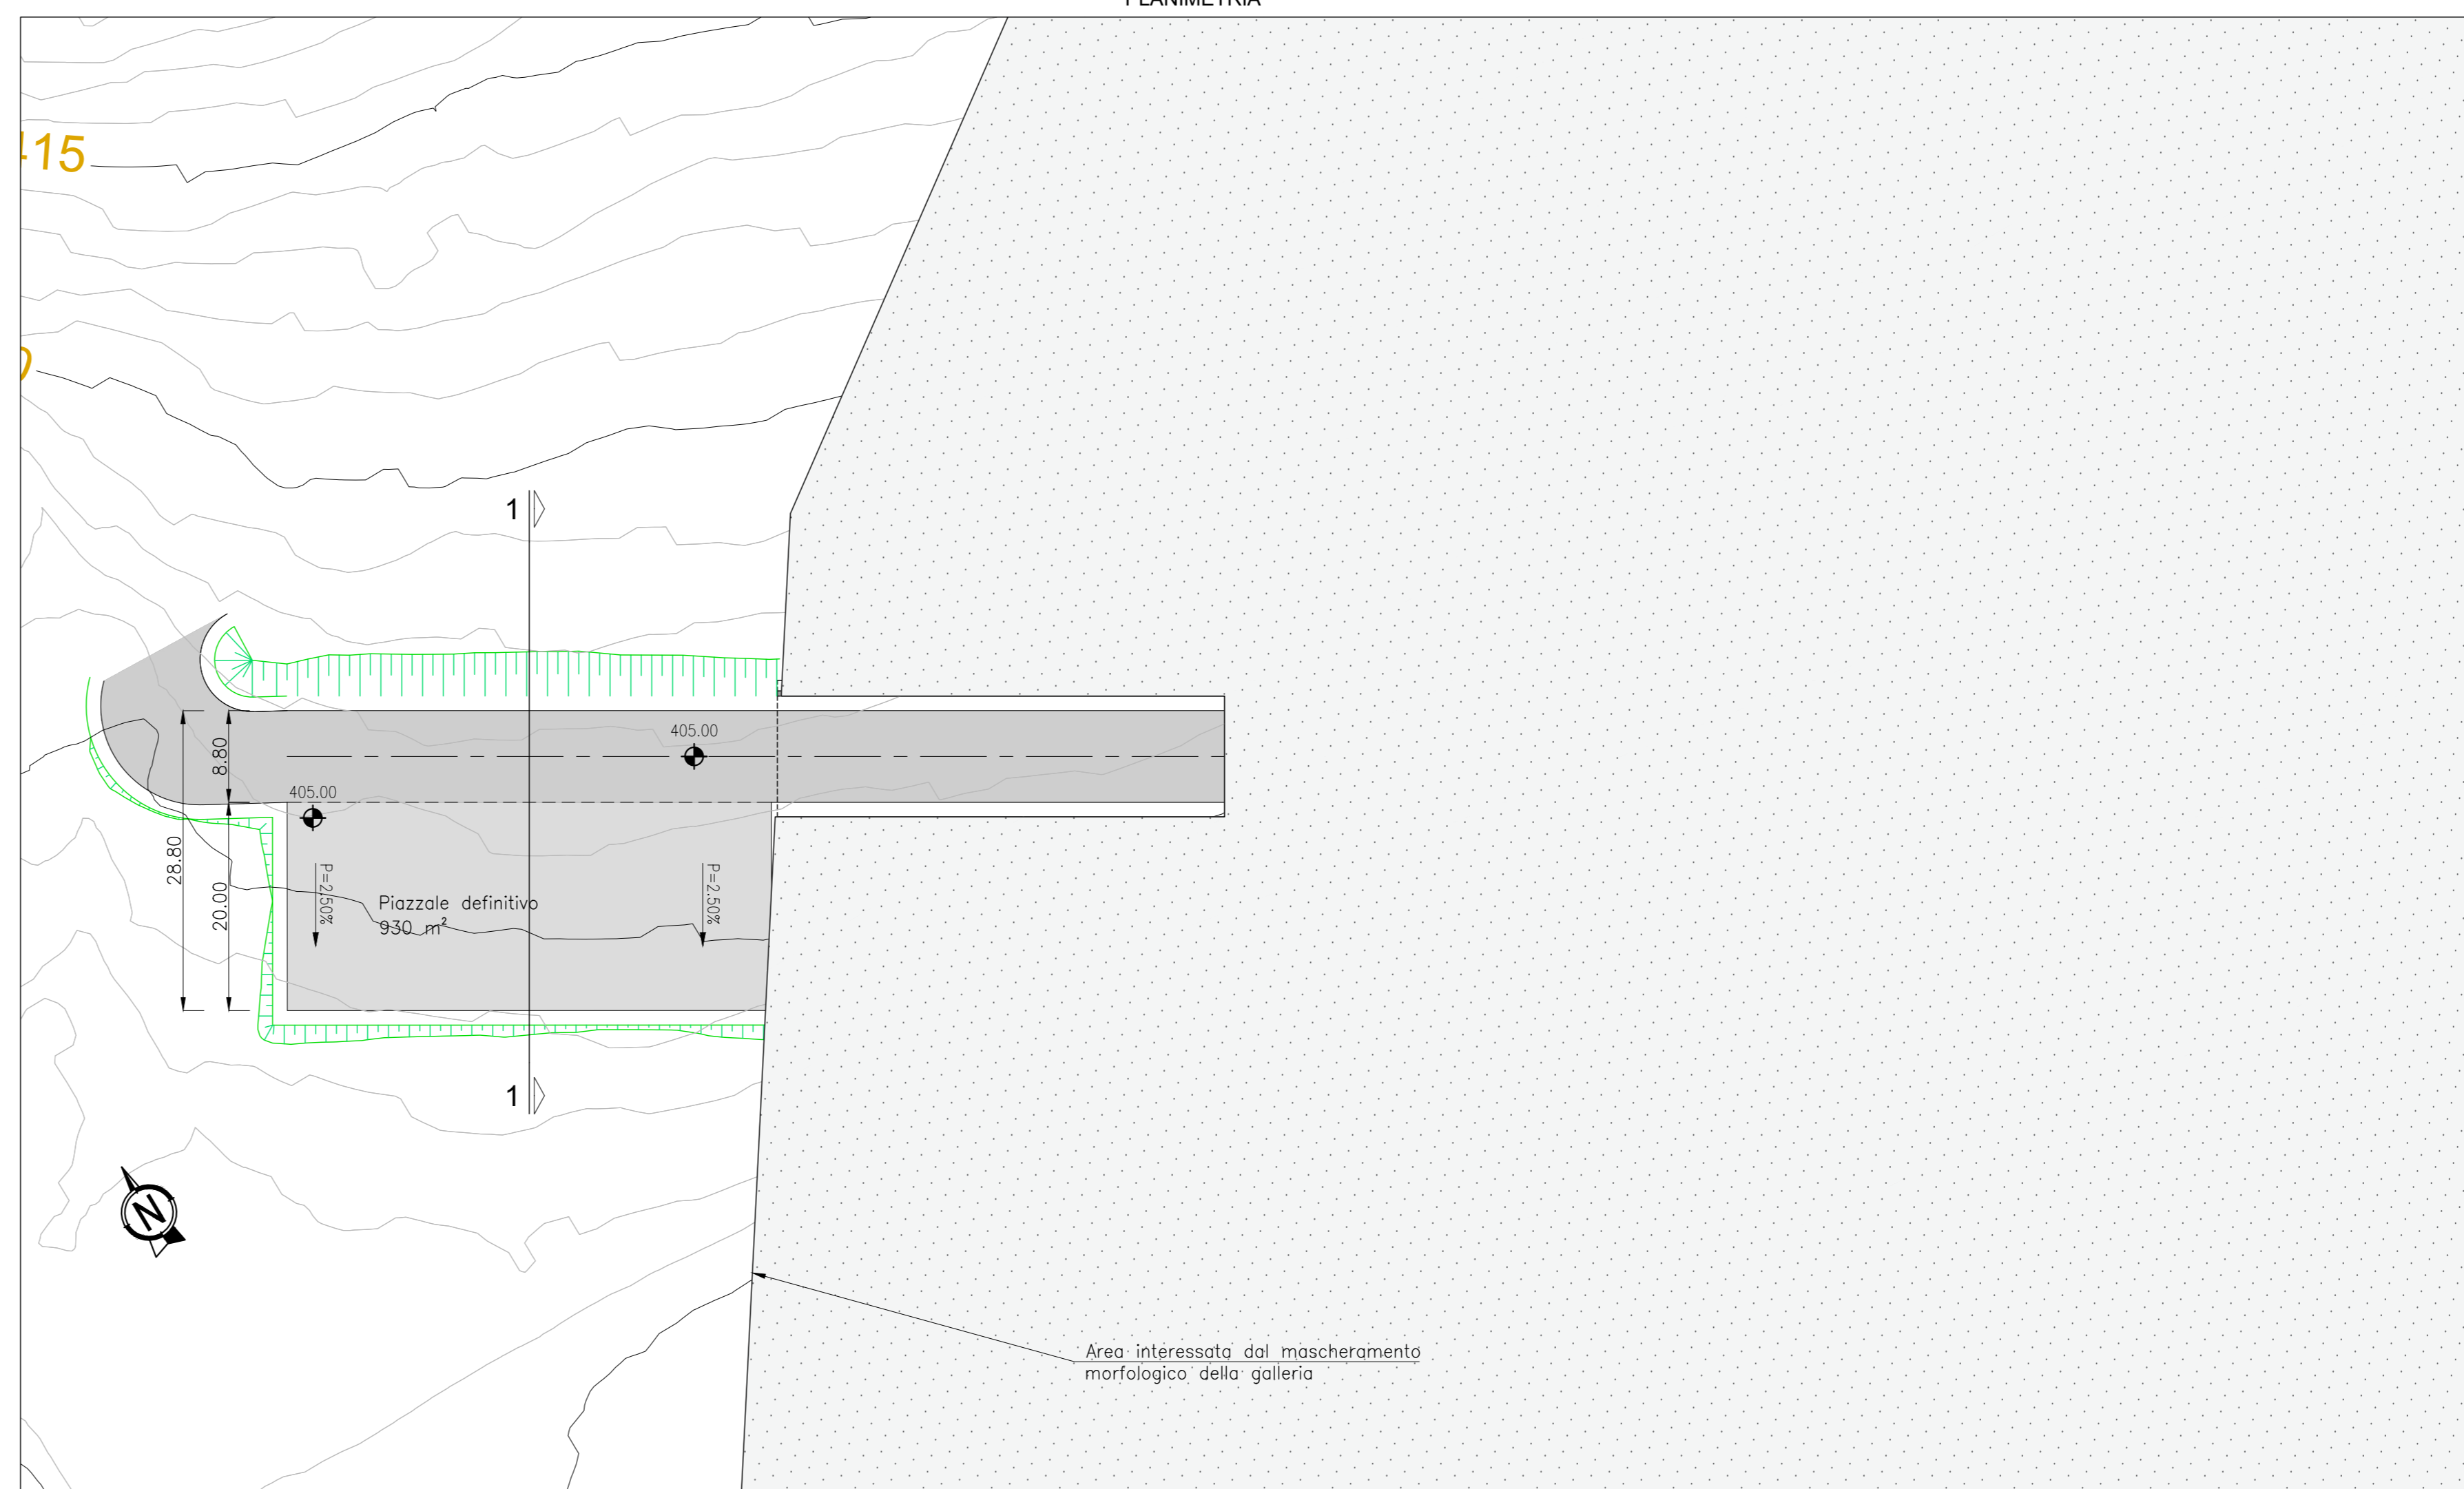 PLANIMETRIA
415
0
1
405.00
8.80
405.00
28.80
20.00
P=2.50%
P=2.50%
Piazzale definitivo
930 m²
1
N
Area interessata dal mascheramento
morfologico della galleria